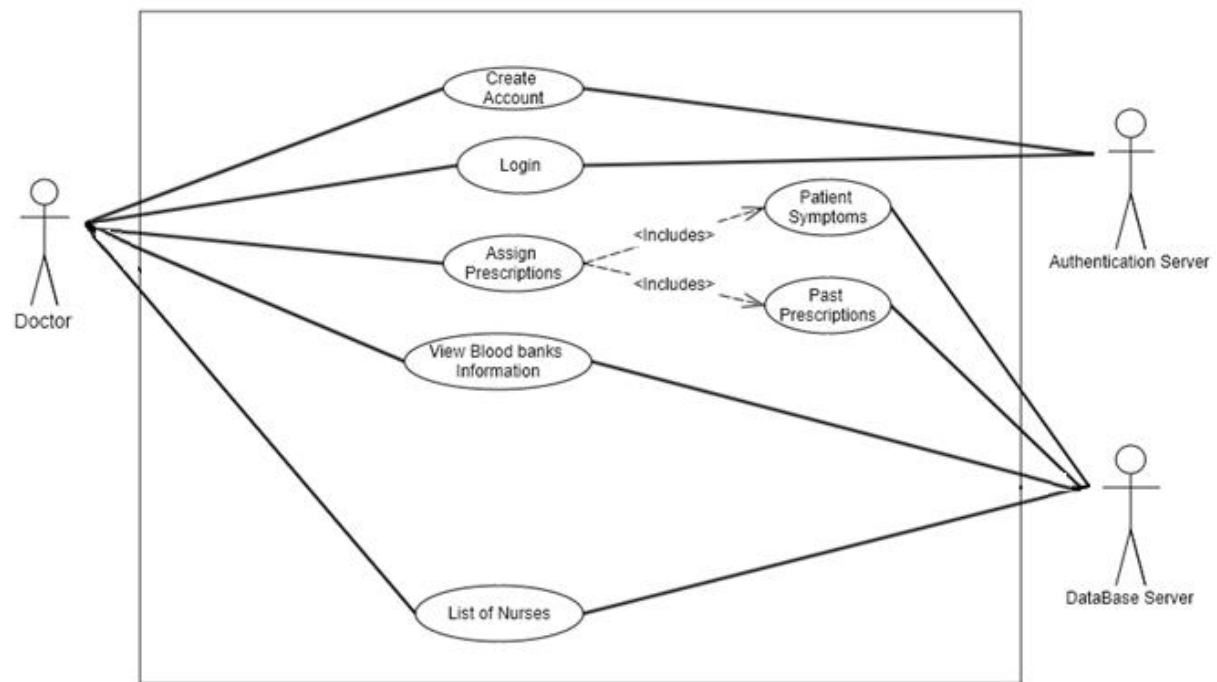 Create
Account
Login
Patient
Symptoms
<Includes>
Assign
Prescriptions
Authentication Server
<Includes>
Past
Prescriptions
Doctor
View Blood banks
Information
DataBase Server
List of Nurses